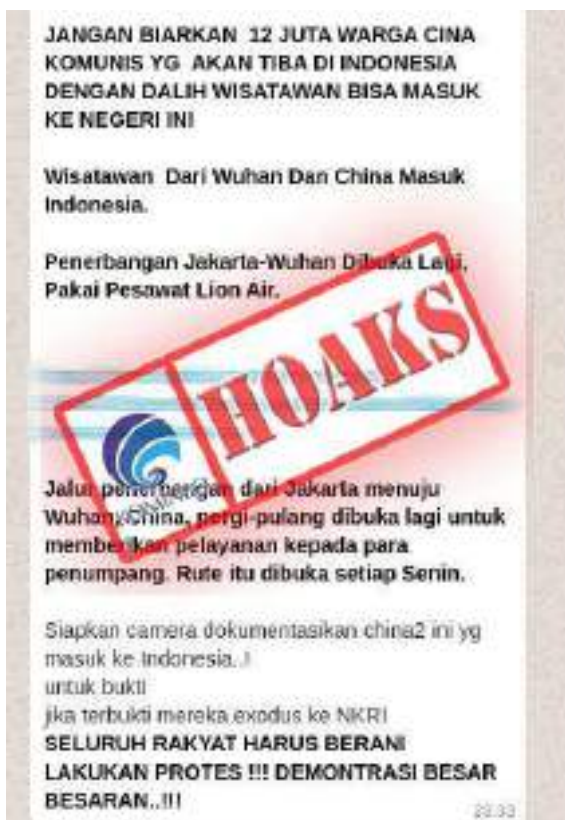 JANGAN BIARKAN 12 JUTA WARGA CINA
KOMUNIS YG AKAN TIBA DI INDONESIA
DENGAN DALIH WISATAWAN BISA MASUK
KE NEGERI INI
Wisatawan Dari Wuhan Dan China Masuk
Indonesia.
Penerbangan Jakarta-Wuhan Dibuka Lagi,
Pakai Pesawat Lion Air.
HOAKS
Jalur penerbangan dari Jakarta menuju
Wuhan, China, pergi-pulang dibuka lagi untuk
memberikan pelayanan kepada para
penumpang. Rute itu dibuka setiap Senin.
Siapkan camera dokumentasikan china2 ini yg
masuk ke Indonesia..!
untuk bukti
jika terbukti mereka exodus ke NKRI
SELURUH RAKYAT HARUS BERANI
LAKUKAN PROTES !!! DEMONTRASI BESAR
BESARAN..!!!